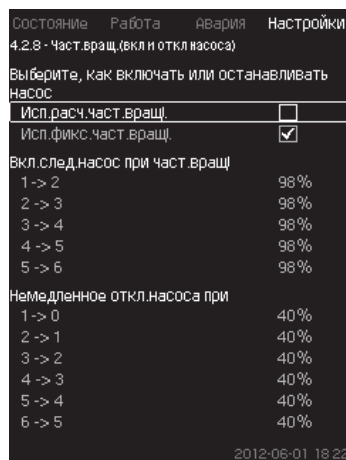 Состояние Работа Авария Настройки
4.2.8 - Част.вращ.(вкл и откл насоса)
Выберите, как включать или останавливать
насос
Исп.расч.част.вращ.
Исп.фикс.част.вращ.
Вкл.след.насос при част.вращ
1 -> 2 98%
2 -> 3 98%
3 -> 4 98%
4 -> 5 98%
5 -> 6 98%
Немедленное откл.насоса при
1 -> 0 40%
2 -> 1 40%
3 -> 2 40%
4 -> 3 40%
5 -> 4 40%
6 -> 5 40%
2012-06-01 18:22